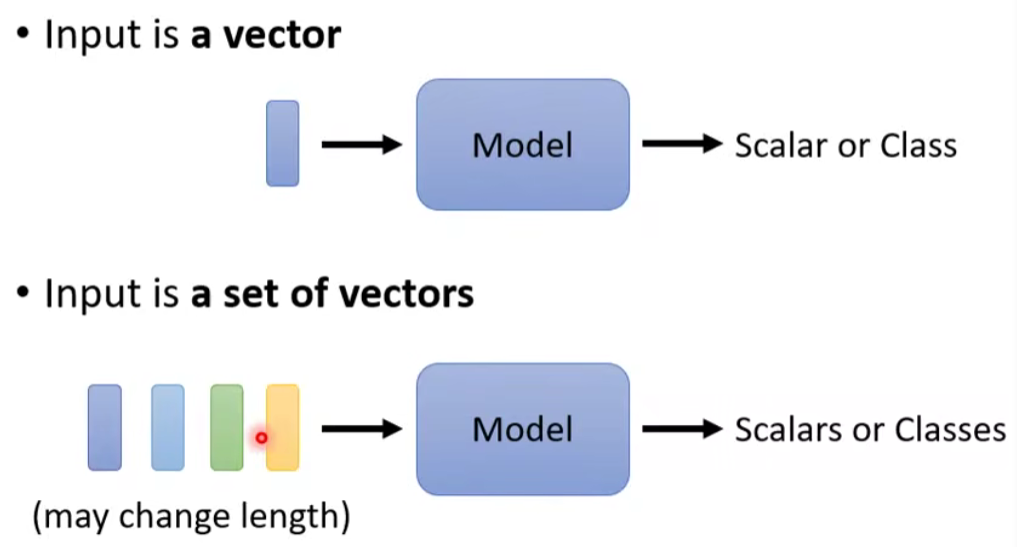 • Input is a vector
Model
Scalar or Class
• Input is a set of vectors
Model
Scalars or Classes
(may change length)